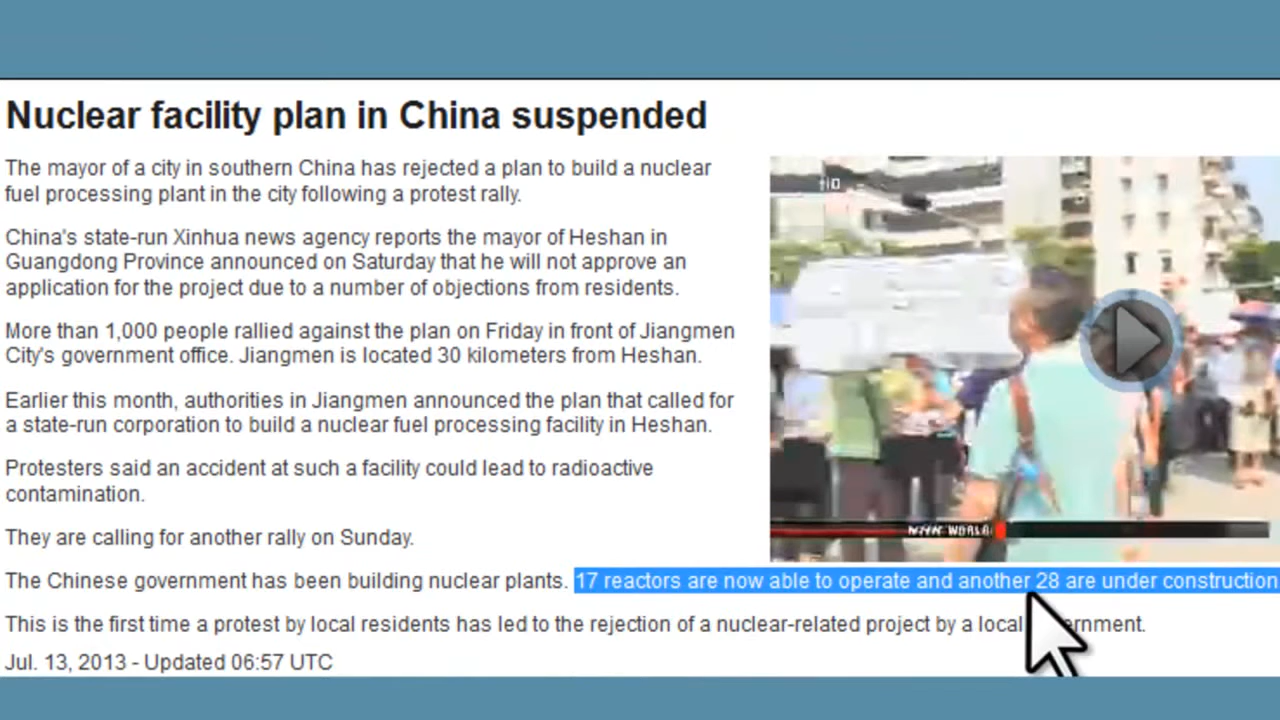 Nuclear facility plan in China suspended
The mayor of a city in southern China has rejected a plan to build a nuclear
fuel processing plant in the city following a protest rally.
China's state-run Xinhua news agency reports the mayor of Heshan in
Guangdong Province announced on Saturday that he will not approve an
application for the project due to a number of objections from residents.
More than 1,000 people rallied against the plan on Friday in front of Jiangmen
City's government office. Jiangmen is located 30 kilometers from Heshan.
Earlier this month, authorities in Jiangmen announced the plan that called for
a state-run corporation to build a nuclear fuel processing facility in Heshan.
Protesters said an accident at such a facility could lead to radioactive
contamination.
They are calling for another rally on Sunday.
The Chinese government has been building nuclear plants. 17 reactors are now able to operate and another 28 are under construction
This is the first time a protest by local residents has led to the rejection of a nuclear-related project by a local
Jul. 13, 2013 - Updated 06:57 UTC